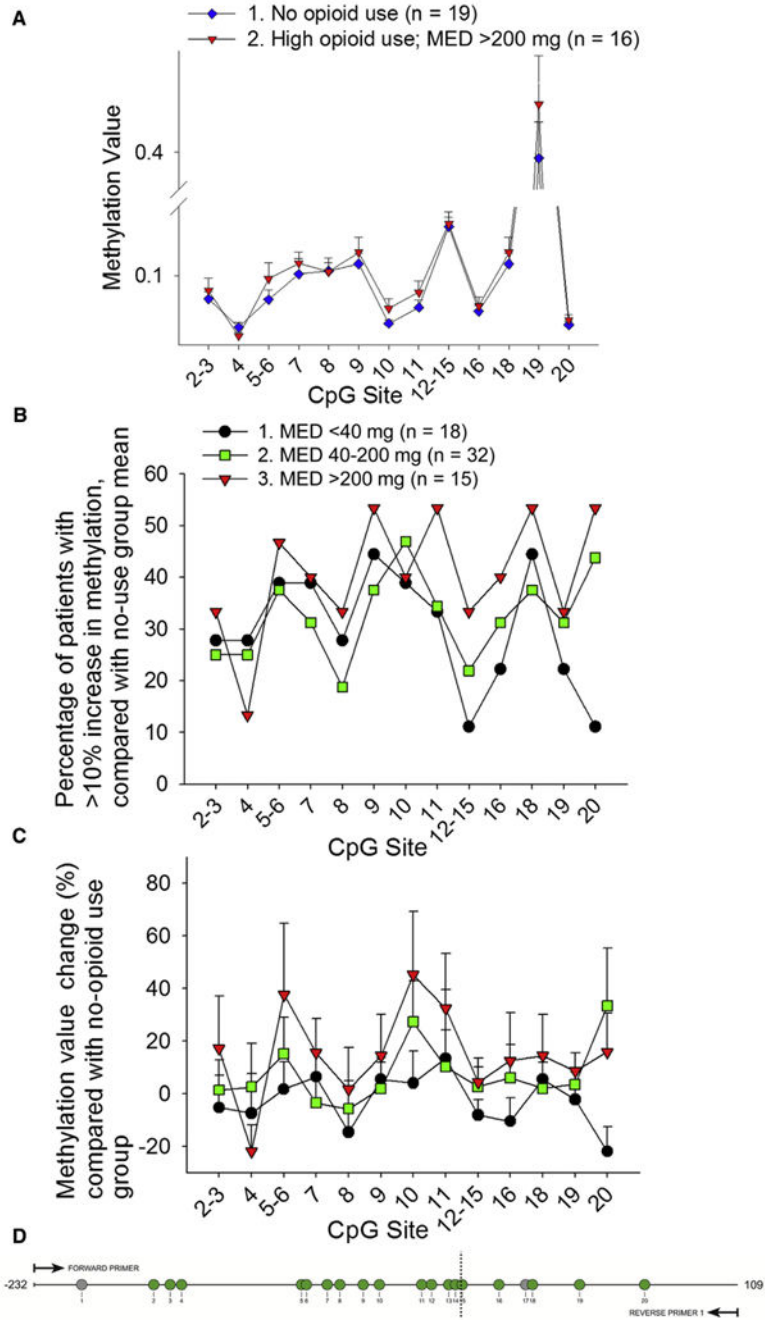 A
1. No opioid use (n = 19)
2. High opioid use; MED >200 mg (n = 16)
Methylation Value
0.4
0.1
2-3 4 5-6 7 8 9 10 11 12-15 16 18 19 20
CpG Site
B
1. MED <40 mg (n = 18)
2. MED 40-200 mg (n = 32)
3. MED >200 mg (n = 15)
Percentage of patients with
>10% increase in methylation,
compared with no-use group mean
60
50
40
30
20
10
0
2-3 4 5-6 7 8 9 10 11 12-15 16 18 19 20
CpG Site
C
Methylation value change (%)
compared with no-opioid use
group
80
60
40
20
0
-20
2-3 4 5-6 7 8 9 10 11 12-15 16 18 19 20
CpG Site
D
FORWARD PRIMER
-232 109
1 2 3 4 5 6 7 8 9 10 11 12 13 14 15 16 17 18 19 20
REVERSE PRIMER 1